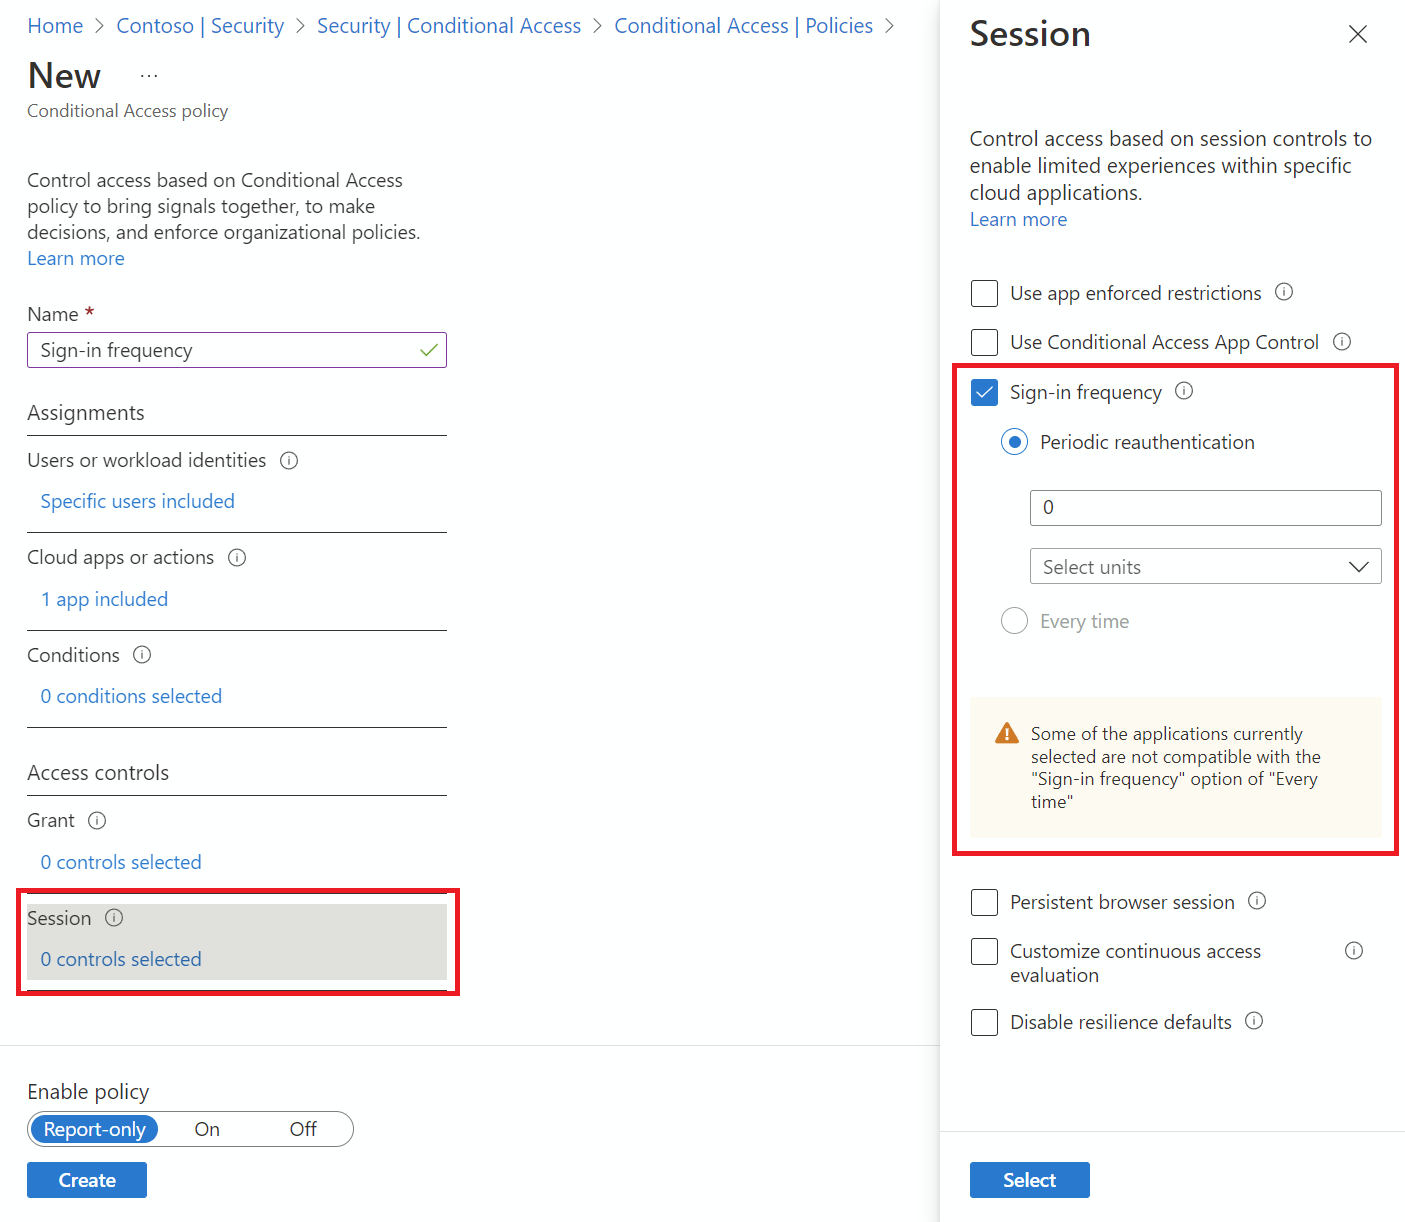 Home > Contoso | Security > Security | Conditional Access > Conditional Access | Policies >
New ...
Conditional Access policy
Control access based on Conditional Access
policy to bring signals together, to make
decisions, and enforce organizational policies.
Learn more
Name *
Sign-in frequency
Assignments
Users or workload identities
Specific users included
Cloud apps or actions
1 app included
Conditions
0 conditions selected
Access controls
Grant
0 controls selected
Session
0 controls selected
Enable policy
Report-only On Off
Create
Session
Control access based on session controls to
enable limited experiences within specific
cloud applications.
Learn more
Use app enforced restrictions
Use Conditional Access App Control
Sign-in frequency
Periodic reauthentication
0
Select units
Every time
Some of the applications currently
selected are not compatible with the
"Sign-in frequency" option of "Every
time"
Persistent browser session
Customize continuous access
evaluation
Disable resilience defaults
Select